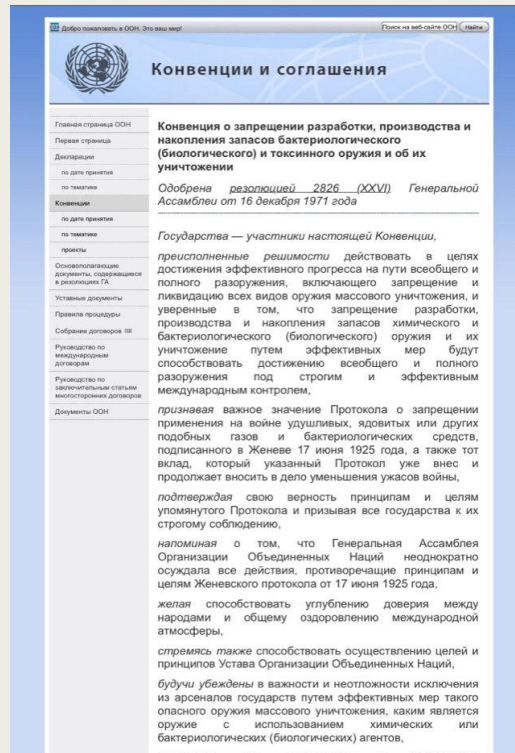 Добро пожаловать в ООН. Это ваш мир!
Поиск на веб-сайте ООН
Найти
Конвенции и соглашения
Главная страница ООН
Первая страница
Декларации
по дате принятия
по тематике
Конвенции
по дате принятия
по тематике
проекты
Основополагающие
документы, содержащиеся
в резолюциях ГА
Уставные документы
Правила процедуры
Собрание договоров
Руководство по
международным
договорам
Руководство по
заключительным статьям
многосторонних договоров
Документы ООН
Конвенция о запрещении разработки, производства и
накопления запасов бактериологического
(биологического) и токсинного оружия и об их
уничтожении
Одобрена резолюцией 2826 (XXVI) Генеральной
Ассамблеи от 16 декабря 1971 года
Государства — участники настоящей Конвенции,
преисполненные решимости действовать в целях
достижения эффективного прогресса на пути всеобщего и
полного разоружения, включающего запрещение и
ликвидацию всех видов оружия массового уничтожения, и
уверенные в том, что запрещение разработки,
производства и накопления запасов химического и
бактериологического (биологического) оружия и их
уничтожение путем эффективных мер будут
способствовать достижению всеобщего и полного
разоружения под строгим и эффективным
международным контролем,
признавая важное значение Протокола о запрещении
применения на войне удушливых, ядовитых или других
подобных газов и бактериологических средств,
подписанного в Женеве 17 июня 1925 года, а также тот
вклад, который указанный Протокол уже внес и
продолжает вносить в дело уменьшения ужасов войны,
подтверждая свою верность принципам и целям
упомянутого Протокола и призывая все государства к их
строгому соблюдению,
напоминая о том, что Генеральная Ассамблея
Организации Объединенных Наций неоднократно
осуждала все действия, противоречащие принципам и
целям Женевского протокола от 17 июня 1925 года,
желая способствовать углублению доверия между
народами и общему оздоровлению международной
атмосферы,
стремясь также способствовать осуществлению целей и
принципов Устава Организации Объединенных Наций,
будучи убеждены в важности и неотложности исключения
из арсеналов государств путем эффективных мер такого
опасного оружия массового уничтожения, каким является
оружие с использованием химических или
бактериологических (биологических) агентов,